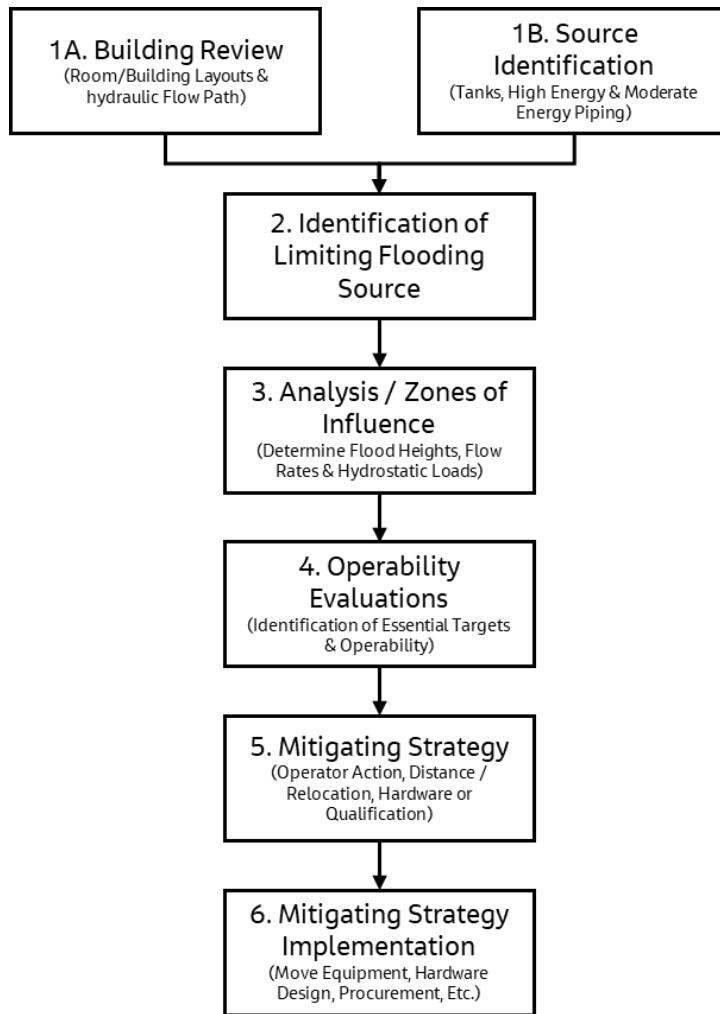 1A. Building Review
(Room/Building Layouts &
hydraulic Flow Path)
1B. Source
Identification
(Tanks, High Energy & Moderate
Energy Piping)
2. Identification of
Limiting Flooding
Source
3. Analysis / Zones of
Influence
(Determine Flood Heights, Flow
Rates & Hydrostatic Loads)
4. Operability
Evaluations
(Identification of Essential Targets
& Operability)
5. Mitigating Strategy
(Operator Action, Distance /
Relocation, Hardware or
Qualification)
6. Mitigating Strategy
Implementation
(Move Equipment, Hardware
Design, Procurement, Etc.)